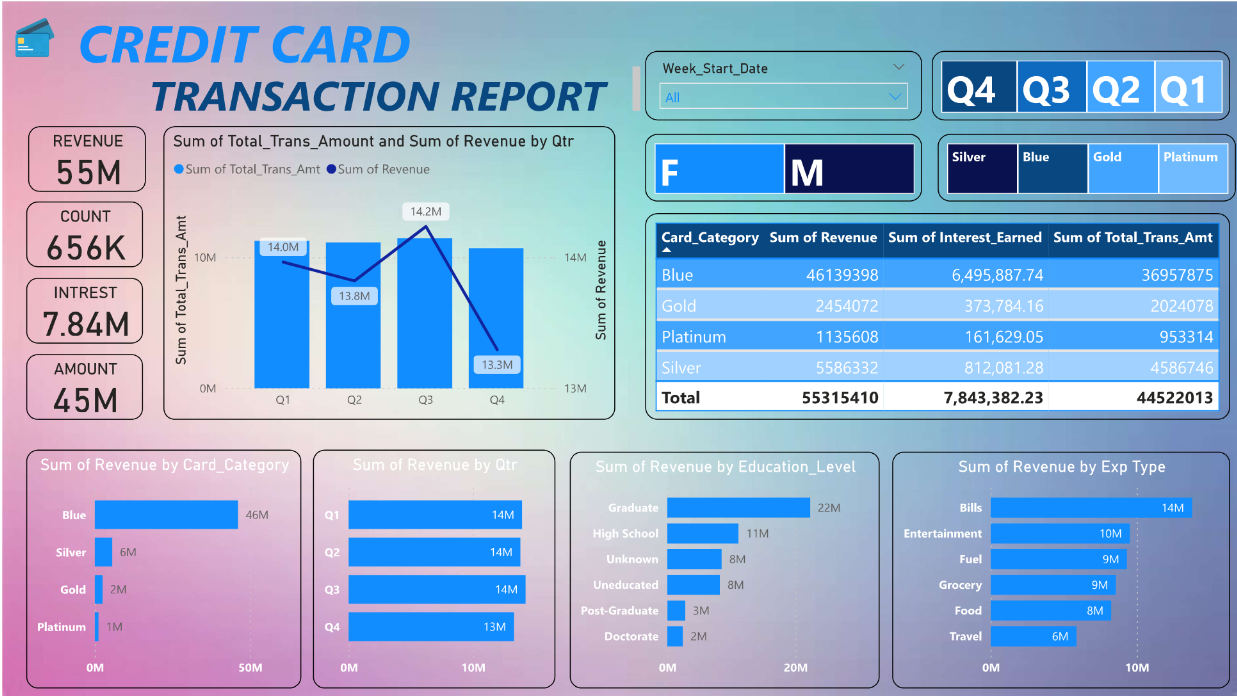 CREDIT CARD
TRANSACTION REPORT
Week_Start_Date
All
Q4 Q3 Q2 Q1
F M
Silver Blue Gold Platinum
REVENUE
55M
COUNT
656K
INTREST
7.84M
AMOUNT
45M
Sum of Total_Trans_Amount and Sum of Revenue by Qtr
Sum of Total_Trans_Amt Sum of Revenue
Sum of Total_Trans_Amt
10M
0M
14.0M
13.8M
14.2M
13.3M
14M
13M
Sum of Revenue
Q1 Q2 Q3 Q4
Card_Category Sum of Revenue Sum of Interest_Earned Sum of Total_Trans_Amt
Blue 46139398 6,495,887.74 36957875
Gold 2454072 373,784.16 2024078
Platinum 1135608 161,629.05 953314
Silver 5586332 812,081.28 4586746
Total 55315410 7,843,382.23 44522013
Sum of Revenue by Card_Category
Blue 46M
Silver 6M
Gold 2M
Platinum 1M
0M 50M
Sum of Revenue by Qtr
Q1 14M
Q2 14M
Q3 14M
Q4 13M
0M 10M
Sum of Revenue by Education_Level
Graduate 22M
High School 11M
Unknown 8M
Uneducated 8M
Post-Graduate 3M
Doctorate 2M
0M 20M
Sum of Revenue by Exp Type
Bills 14M
Entertainment 10M
Fuel 9M
Grocery 9M
Food 8M
Travel 6M
0M 10M